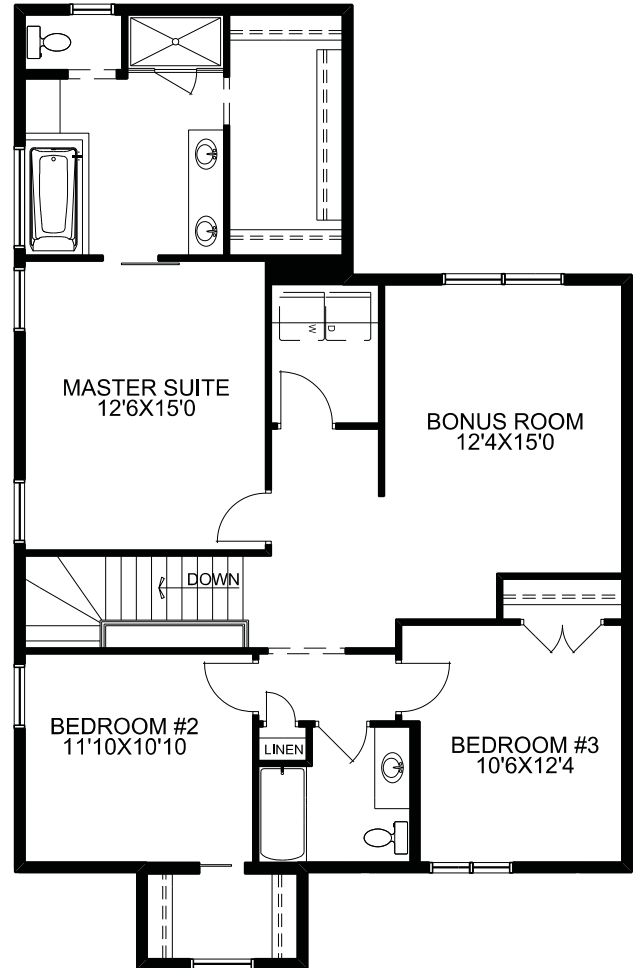 MASTER SUITE
12'6X15'0
W
D
BONUS ROOM
12'4X15'0
DOWN
BEDROOM #2
11'10X10'10
LINEN
BEDROOM #3
10'6X12'4